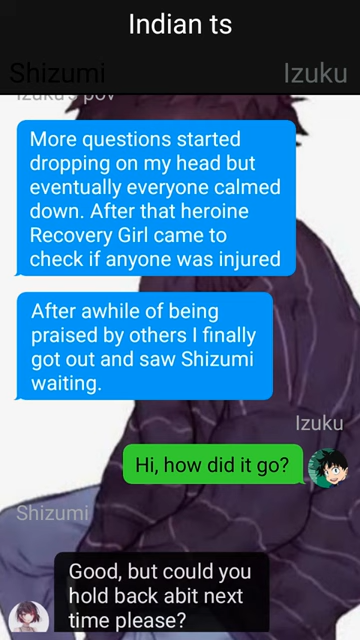 Indian ts
Shizumi
Izuku
Izuku's pov
More questions started
dropping on my head but
eventually everyone calmed
down. After that heroine
Recovery Girl came to
check if anyone was injured
After awhile of being
praised by others I finally
got out and saw Shizumi
waiting.
Izuku
Hi, how did it go?
Shizumi
Good, but could you
hold back abit next
time please?